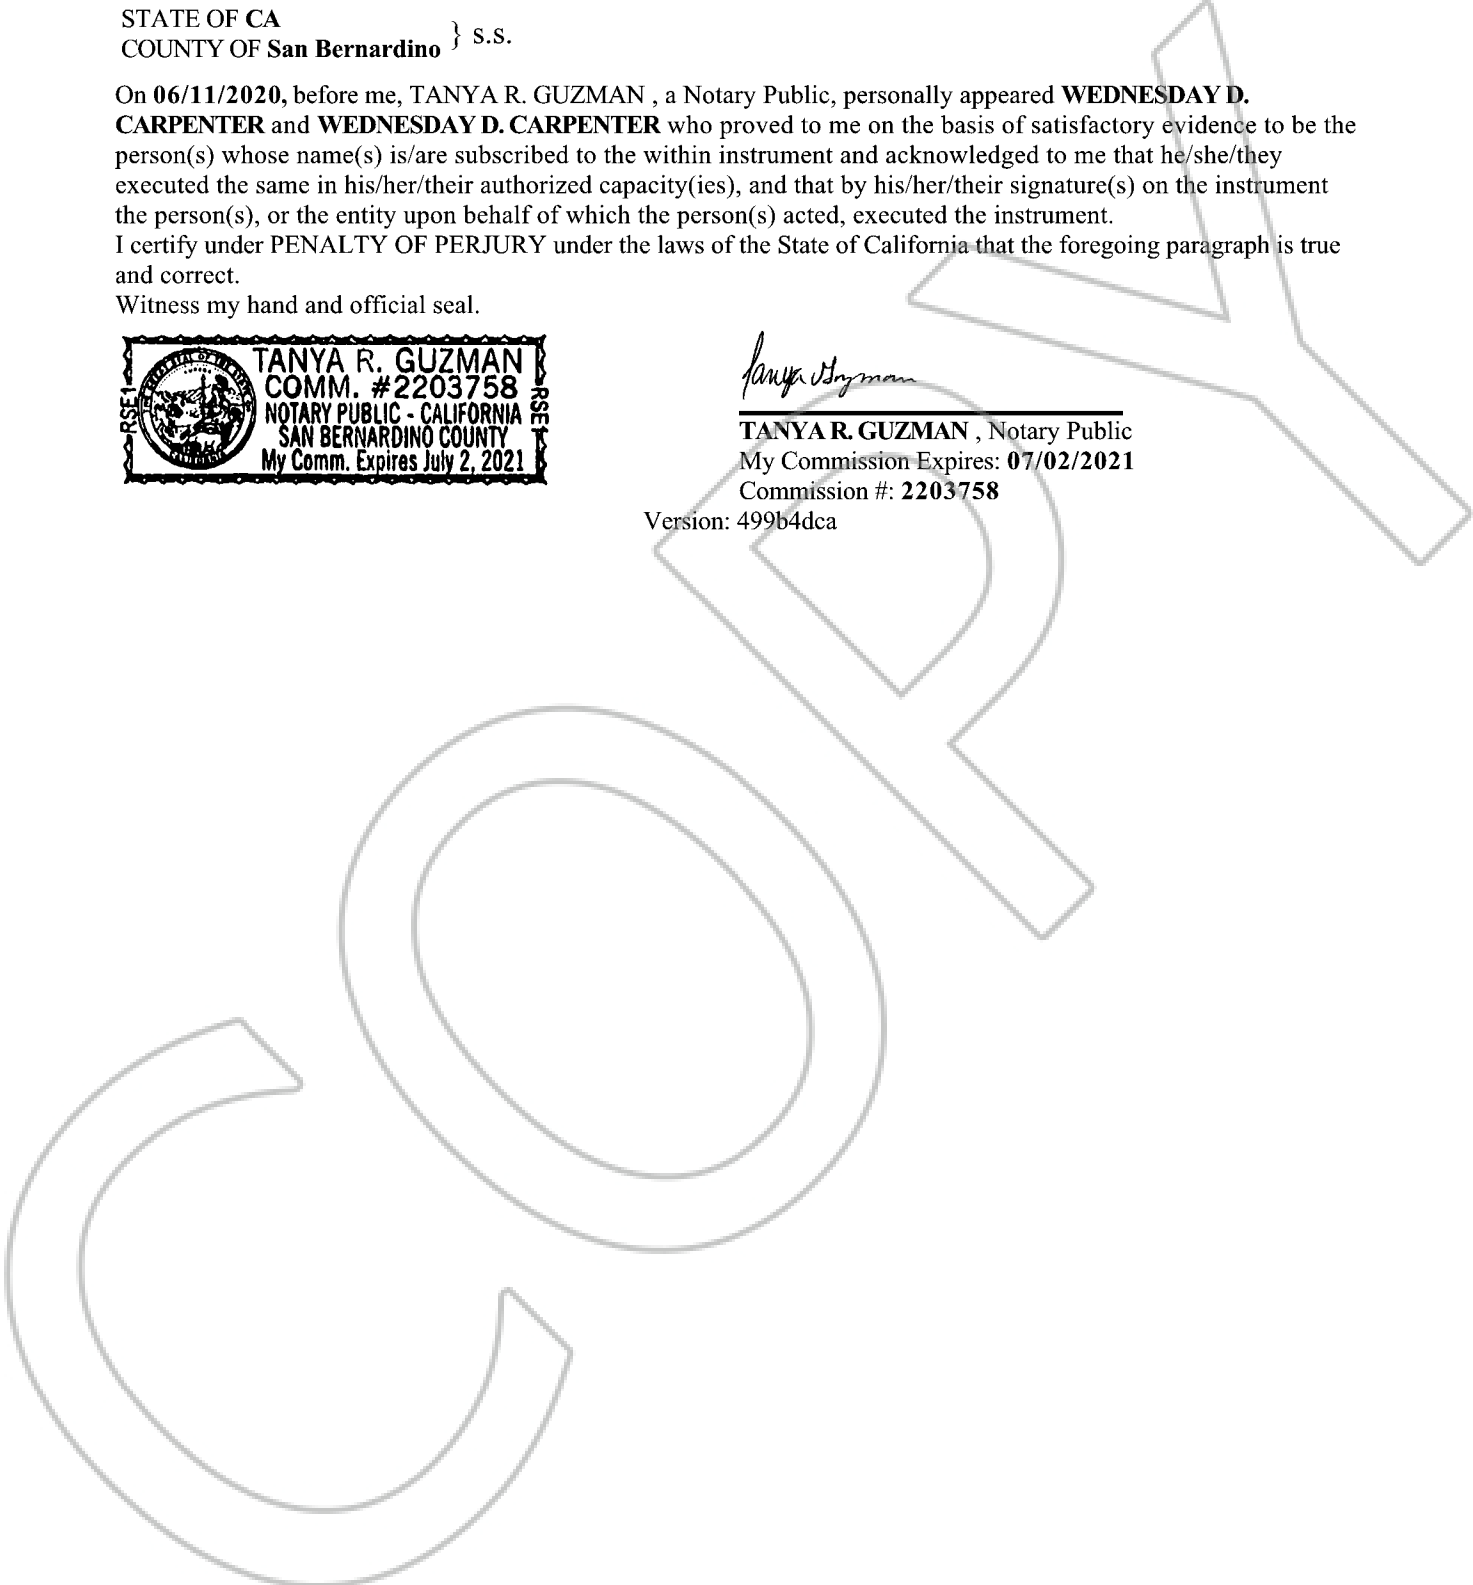 STATE OF CA
COUNTY OF San Bernardino } s.s.
On 06/11/2020, before me, TANYA R. GUZMAN , a Notary Public, personally appeared WEDNESDAY D.
CARPENTER and WEDNESDAY D. CARPENTER who proved to me on the basis of satisfactory evidence to be the
person(s) whose name(s) is/are subscribed to the within instrument and acknowledged to me that he/she/they
executed the same in his/her/their authorized capacity(ies), and that by his/her/their signature(s) on the instrument
the person(s), or the entity upon behalf of which the person(s) acted, executed the instrument.
I certify under PENALTY OF PERJURY under the laws of the State of California that the foregoing paragraph is true
and correct.
Witness my hand and official seal.
RSE1
TANYA R. GUZMAN
COMM. #2203758
NOTARY PUBLIC - CALIFORNIA
SAN BERNARDINO COUNTY
My Comm. Expires July 2, 2021
RSE1
Tanya Guzman
TANYA R. GUZMAN , Notary Public
My Commission Expires: 07/02/2021
Commission #: 2203758
Version: 499b4dca
COPY